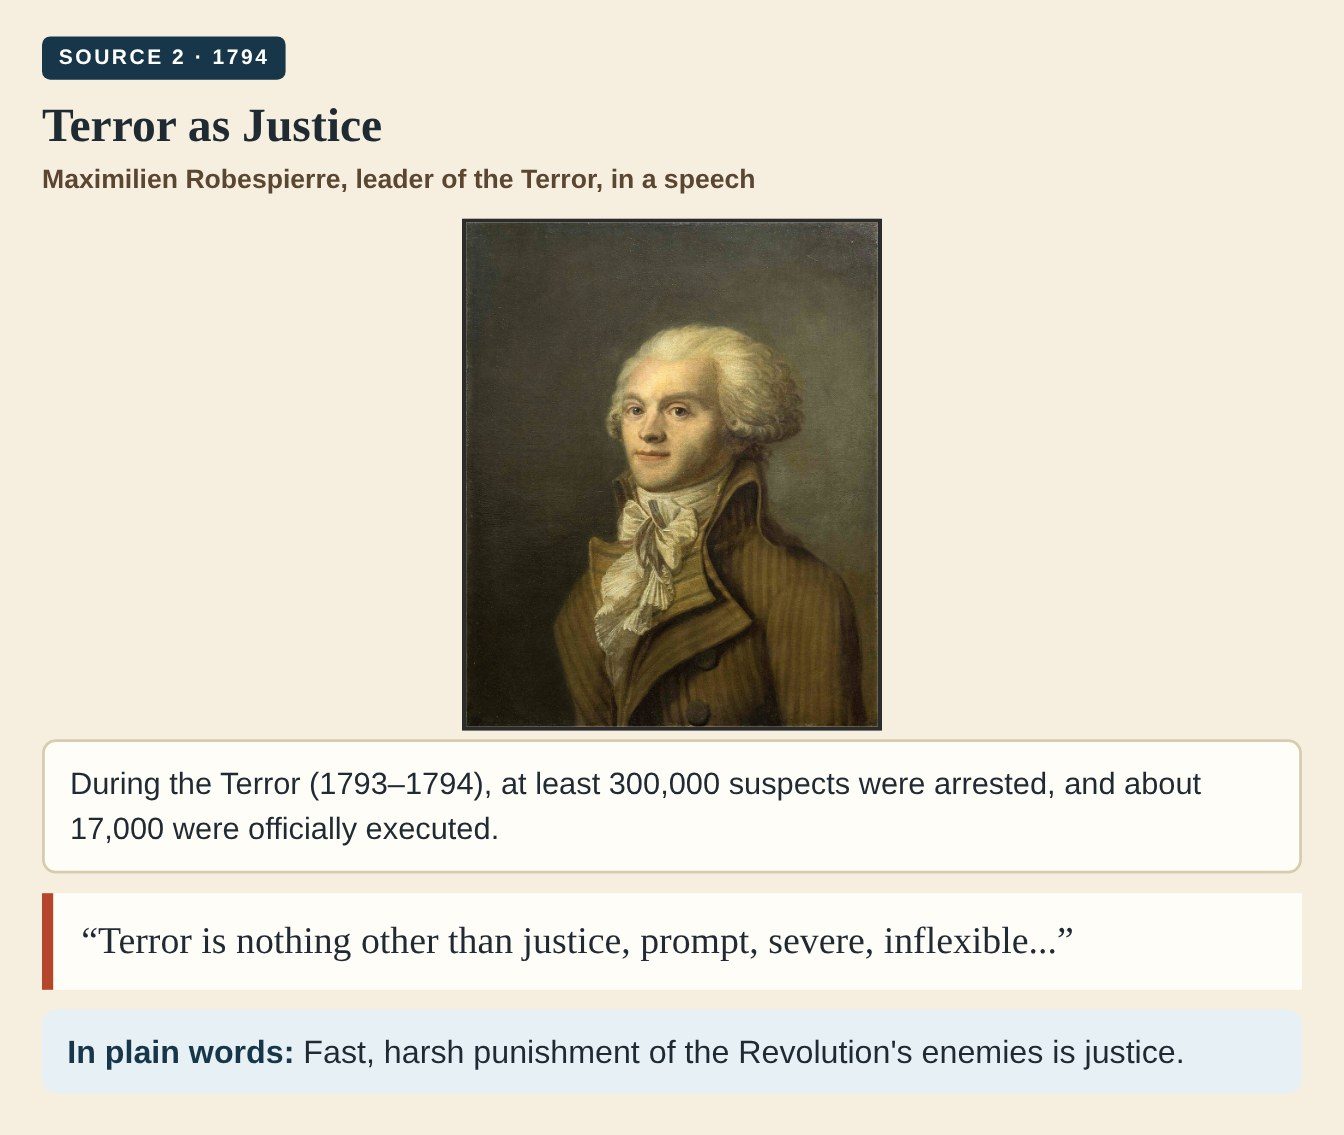 SOURCE 2 · 1794
Terror as Justice
Maximilien Robespierre, leader of the Terror, in a speech
During the Terror (1793–1794), at least 300,000 suspects were arrested, and about
17,000 were officially executed.
“Terror is nothing other than justice, prompt, severe, inflexible...”
In plain words: Fast, harsh punishment of the Revolution's enemies is justice.